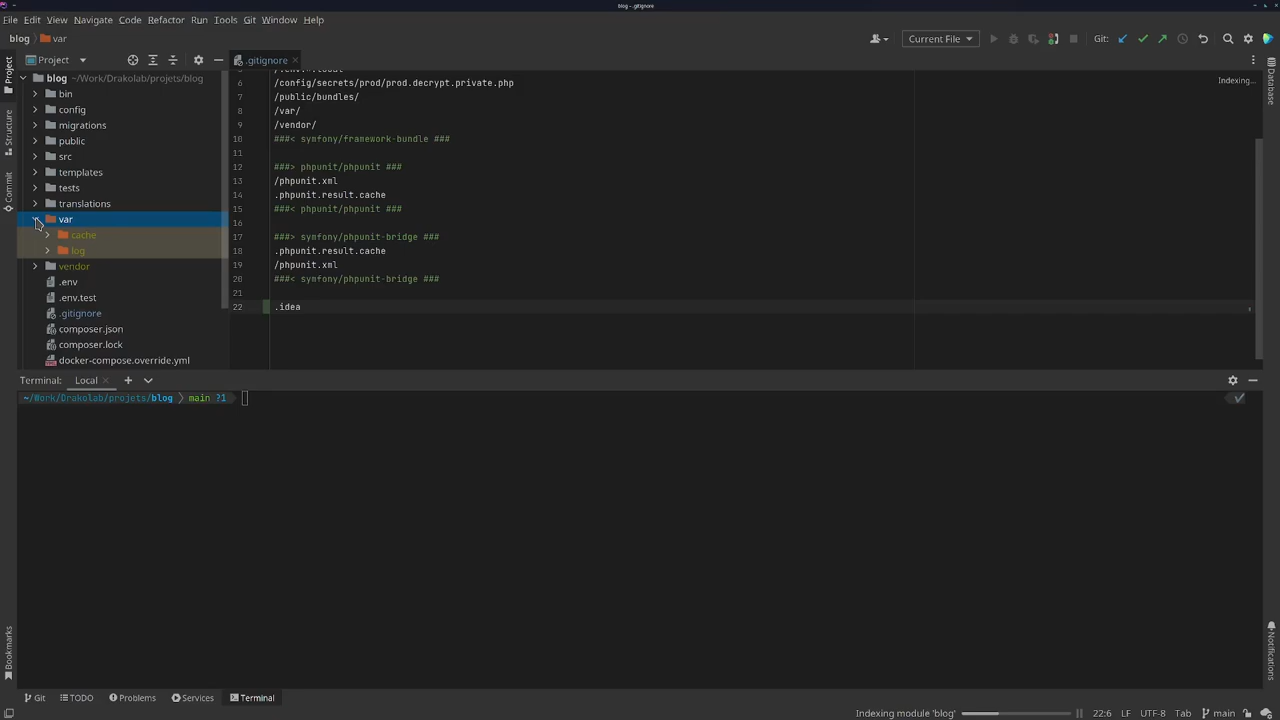 blog – .gitignore
File Edit View Navigate Code Refactor Run Tools Git Window Help
blog var
Current File
Git:
Project
.gitignore
Project
Structure
Commit
Bookmarks
blog ~/Work/Drakolab/projets/blog
bin
config
migrations
public
src
templates
tests
translations
var
cache
log
vendor
.env
.env.test
.gitignore
composer.json
composer.lock
docker-compose.override.yml
6 /config/secrets/prod/prod.decrypt.private.php
7 /public/bundles/
8 /var/
9 /vendor/
10 ###< symfony/framework-bundle ###
11
12 ###> phpunit/phpunit ###
13 /phpunit.xml
14 .phpunit.result.cache
15 ###< phpunit/phpunit ###
16
17 ###> symfony/phpunit-bridge ###
18 .phpunit.result.cache
19 /phpunit.xml
20 ###< symfony/phpunit-bridge ###
21
22 .idea
Indexing...
Database
Notifications
Terminal: Local
~/Work/Drakolab/projets/blog main ?1
Git TODO Problems Services Terminal
Indexing module 'blog' 22:6 LF UTF-8 Tab main